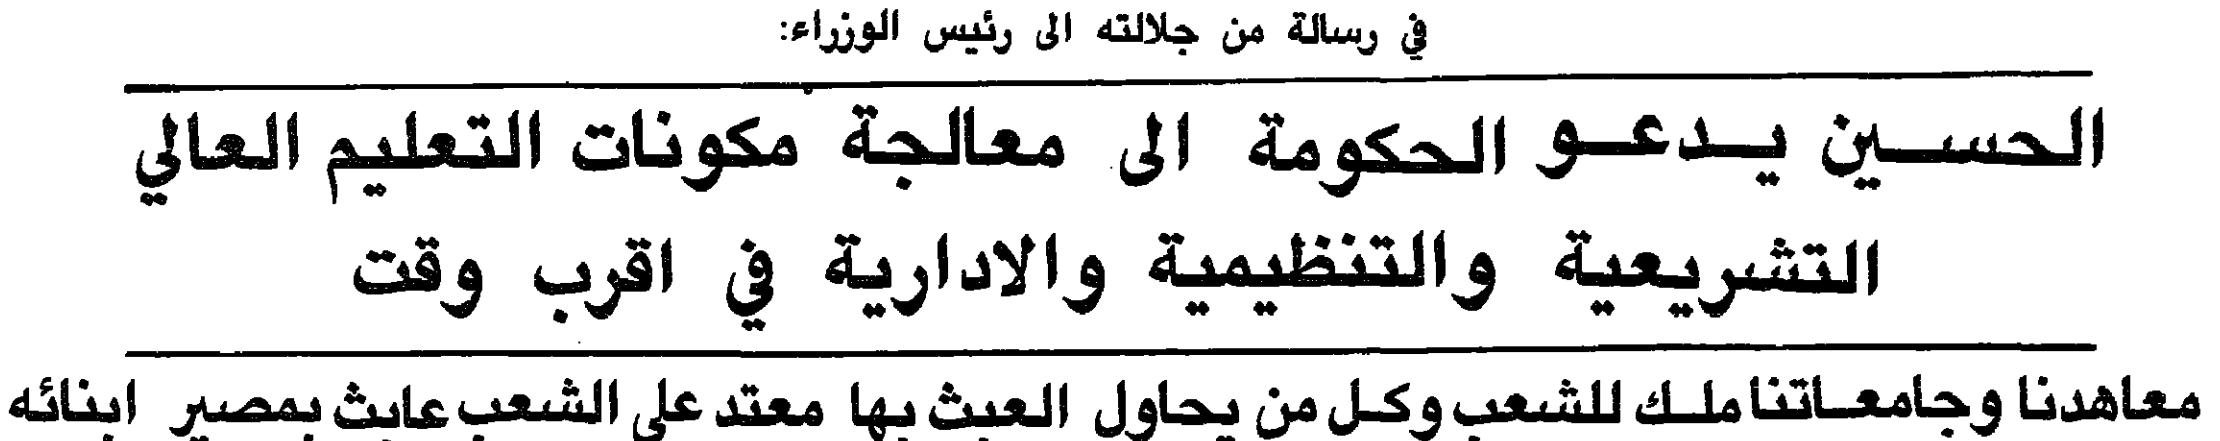 في رسالة من جلالته الى رئيس الوزراء:
الحسين يدعو الحكومة الى معالجة مكونات التعليم العالي
التشريعية والتنظيمية والادارية في اقرب وقت
معاهدنا وجامعاتنا ملك للشعب وكل من يحاول العبث بها معتد على الشعب عابث بمصير ابنائه